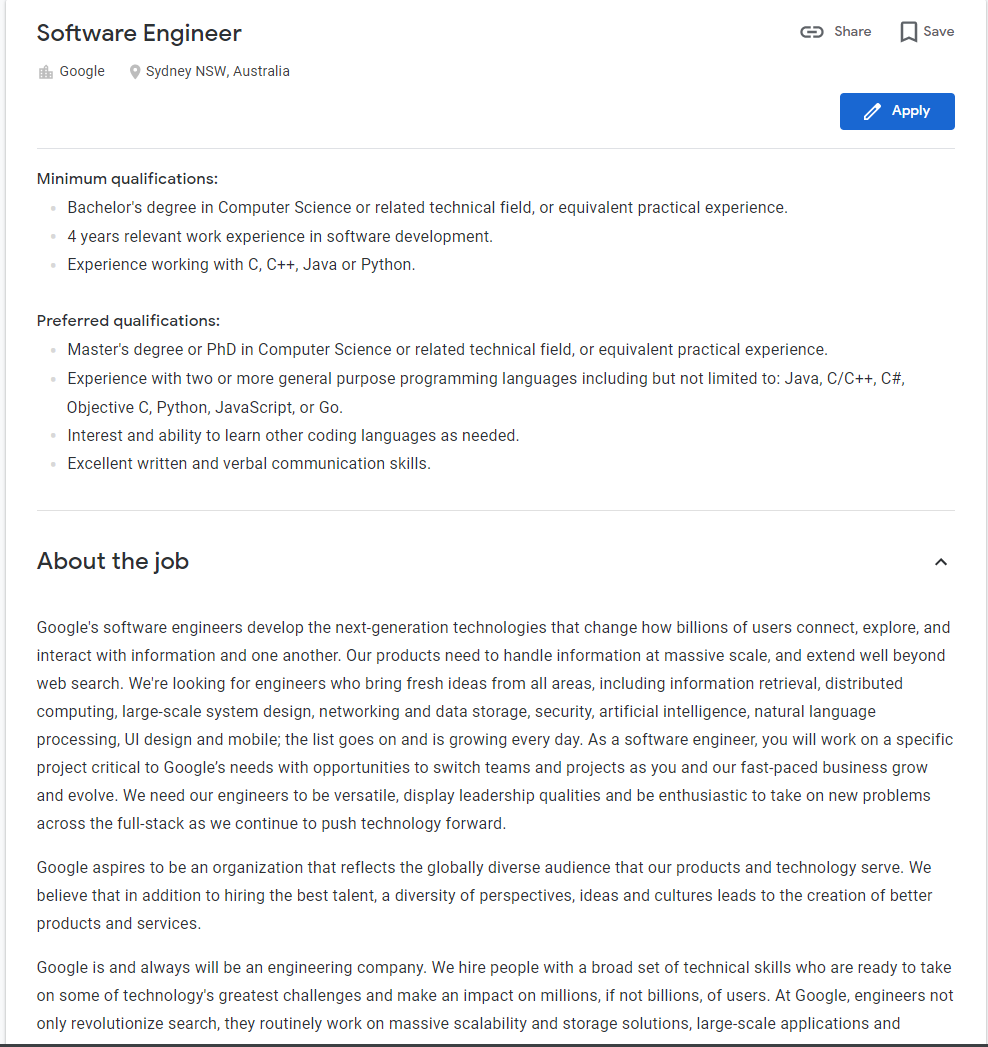 Software Engineer
Share
Save
Google
Sydney NSW, Australia
Apply
Minimum qualifications:
Bachelor's degree in Computer Science or related technical field, or equivalent practical experience.
4 years relevant work experience in software development.
Experience working with C, C++, Java or Python.
Preferred qualifications:
Master's degree or PhD in Computer Science or related technical field, or equivalent practical experience.
Experience with two or more general purpose programming languages including but not limited to: Java, C/C++, C#,
Objective C, Python, JavaScript, or Go.
Interest and ability to learn other coding languages as needed.
Excellent written and verbal communication skills.
About the job
Google's software engineers develop the next-generation technologies that change how billions of users connect, explore, and
interact with information and one another. Our products need to handle information at massive scale, and extend well beyond
web search. We're looking for engineers who bring fresh ideas from all areas, including information retrieval, distributed
computing, large-scale system design, networking and data storage, security, artificial intelligence, natural language
processing, UI design and mobile; the list goes on and is growing every day. As a software engineer, you will work on a specific
project critical to Google’s needs with opportunities to switch teams and projects as you and our fast-paced business grow
and evolve. We need our engineers to be versatile, display leadership qualities and be enthusiastic to take on new problems
across the full-stack as we continue to push technology forward.
Google aspires to be an organization that reflects the globally diverse audience that our products and technology serve. We
believe that in addition to hiring the best talent, a diversity of perspectives, ideas and cultures leads to the creation of better
products and services.
Google is and always will be an engineering company. We hire people with a broad set of technical skills who are ready to take
on some of technology's greatest challenges and make an impact on millions, if not billions, of users. At Google, engineers not
only revolutionize search, they routinely work on massive scalability and storage solutions, large-scale applications and